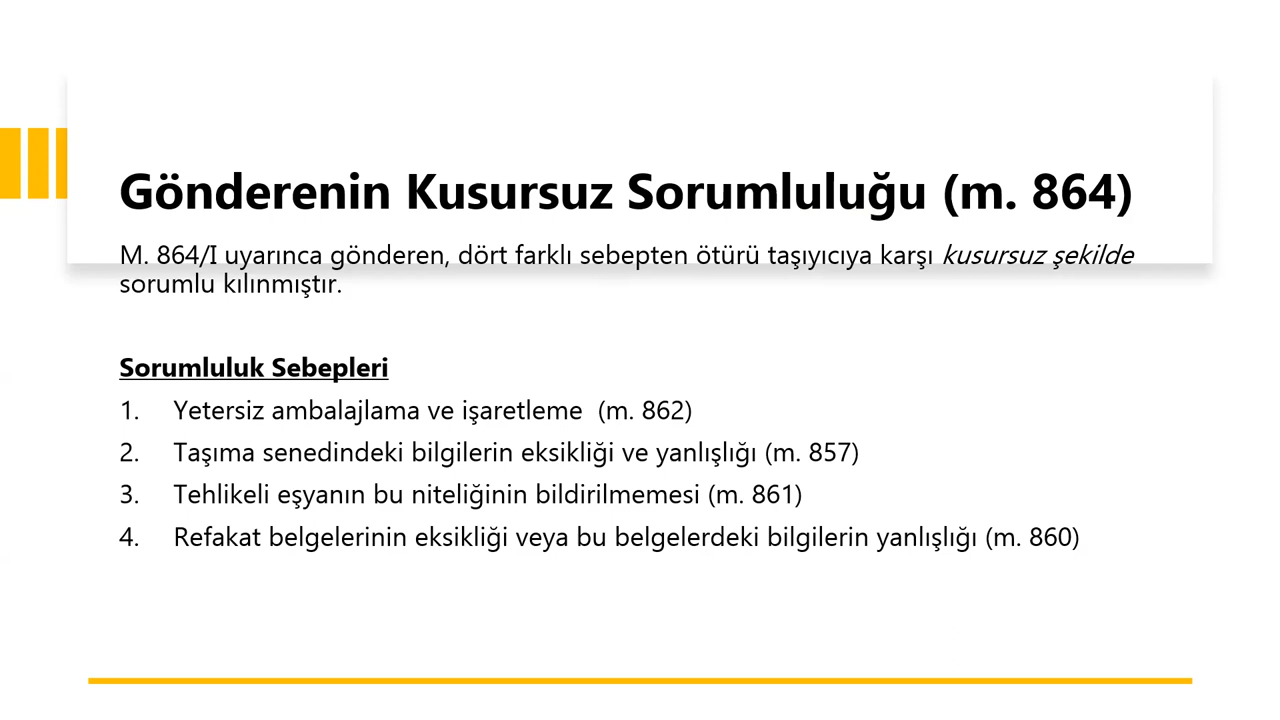 Gönderenin Kusursuz Sorumluluğu (m. 864)
M. 864/I uyarınca gönderen, dört farklı sebepten ötürü taşıyıcıya karşı kusursuz şekilde
sorumlu kılınmıştır.
Sorumluluk Sebepleri
1. Yetersiz ambalajlama ve işaretleme (m. 862)
2. Taşıma senedindeki bilgilerin eksikliği ve yanlışlığı (m. 857)
3. Tehlikeli eşyanın bu niteliğinin bildirilmemesi (m. 861)
4. Refakat belgelerinin eksikliği veya bu belgelerdeki bilgilerin yanlışlığı (m. 860)